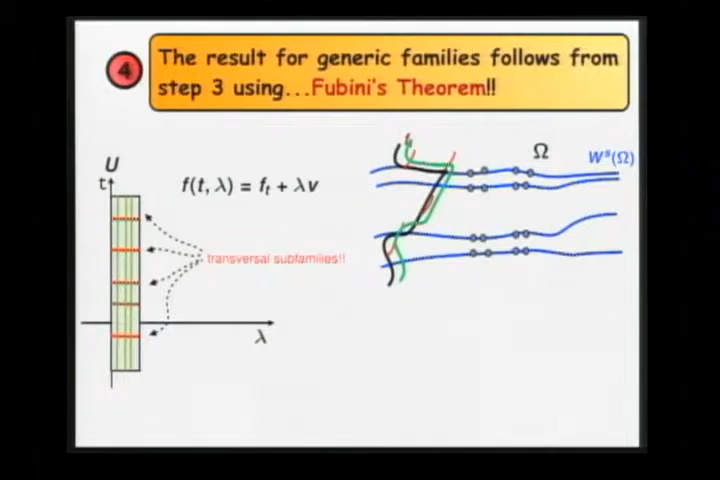 4
The result for generic families follows from
step 3 using...Fubini's Theorem!!
U
t
f(t, λ) = fₜ + λv
transversal subfamilies!!
λ
Ω
Wˢ(Ω)